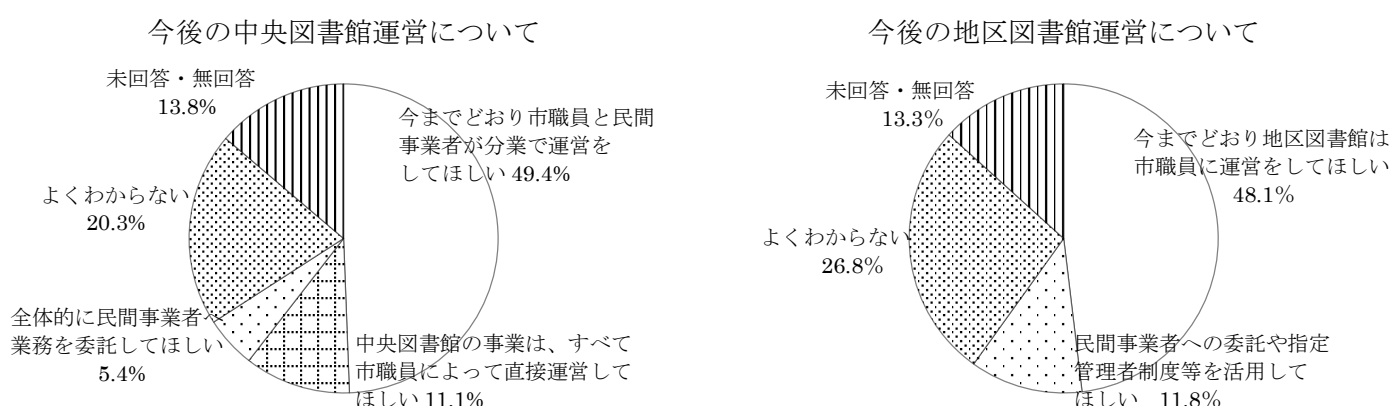 今後の中央図書館運営について
未回答・無回答
13.8%
今までどおり市職員と民間
事業者が分業で運営を
してほしい 49.4%
よくわからない
20.3%
全体的に民間事業者へ
業務を委託してほしい
5.4%
中央図書館の事業は、すべて
市職員によって直接運営して
ほしい 11.1%
今後の地区図書館運営について
未回答・無回答
13.3%
今までどおり地区図書館は
市職員に運営をしてほしい
48.1%
よくわからない
26.8%
民間事業者への委託や指定
管理者制度等を活用して
ほしい 11.8%